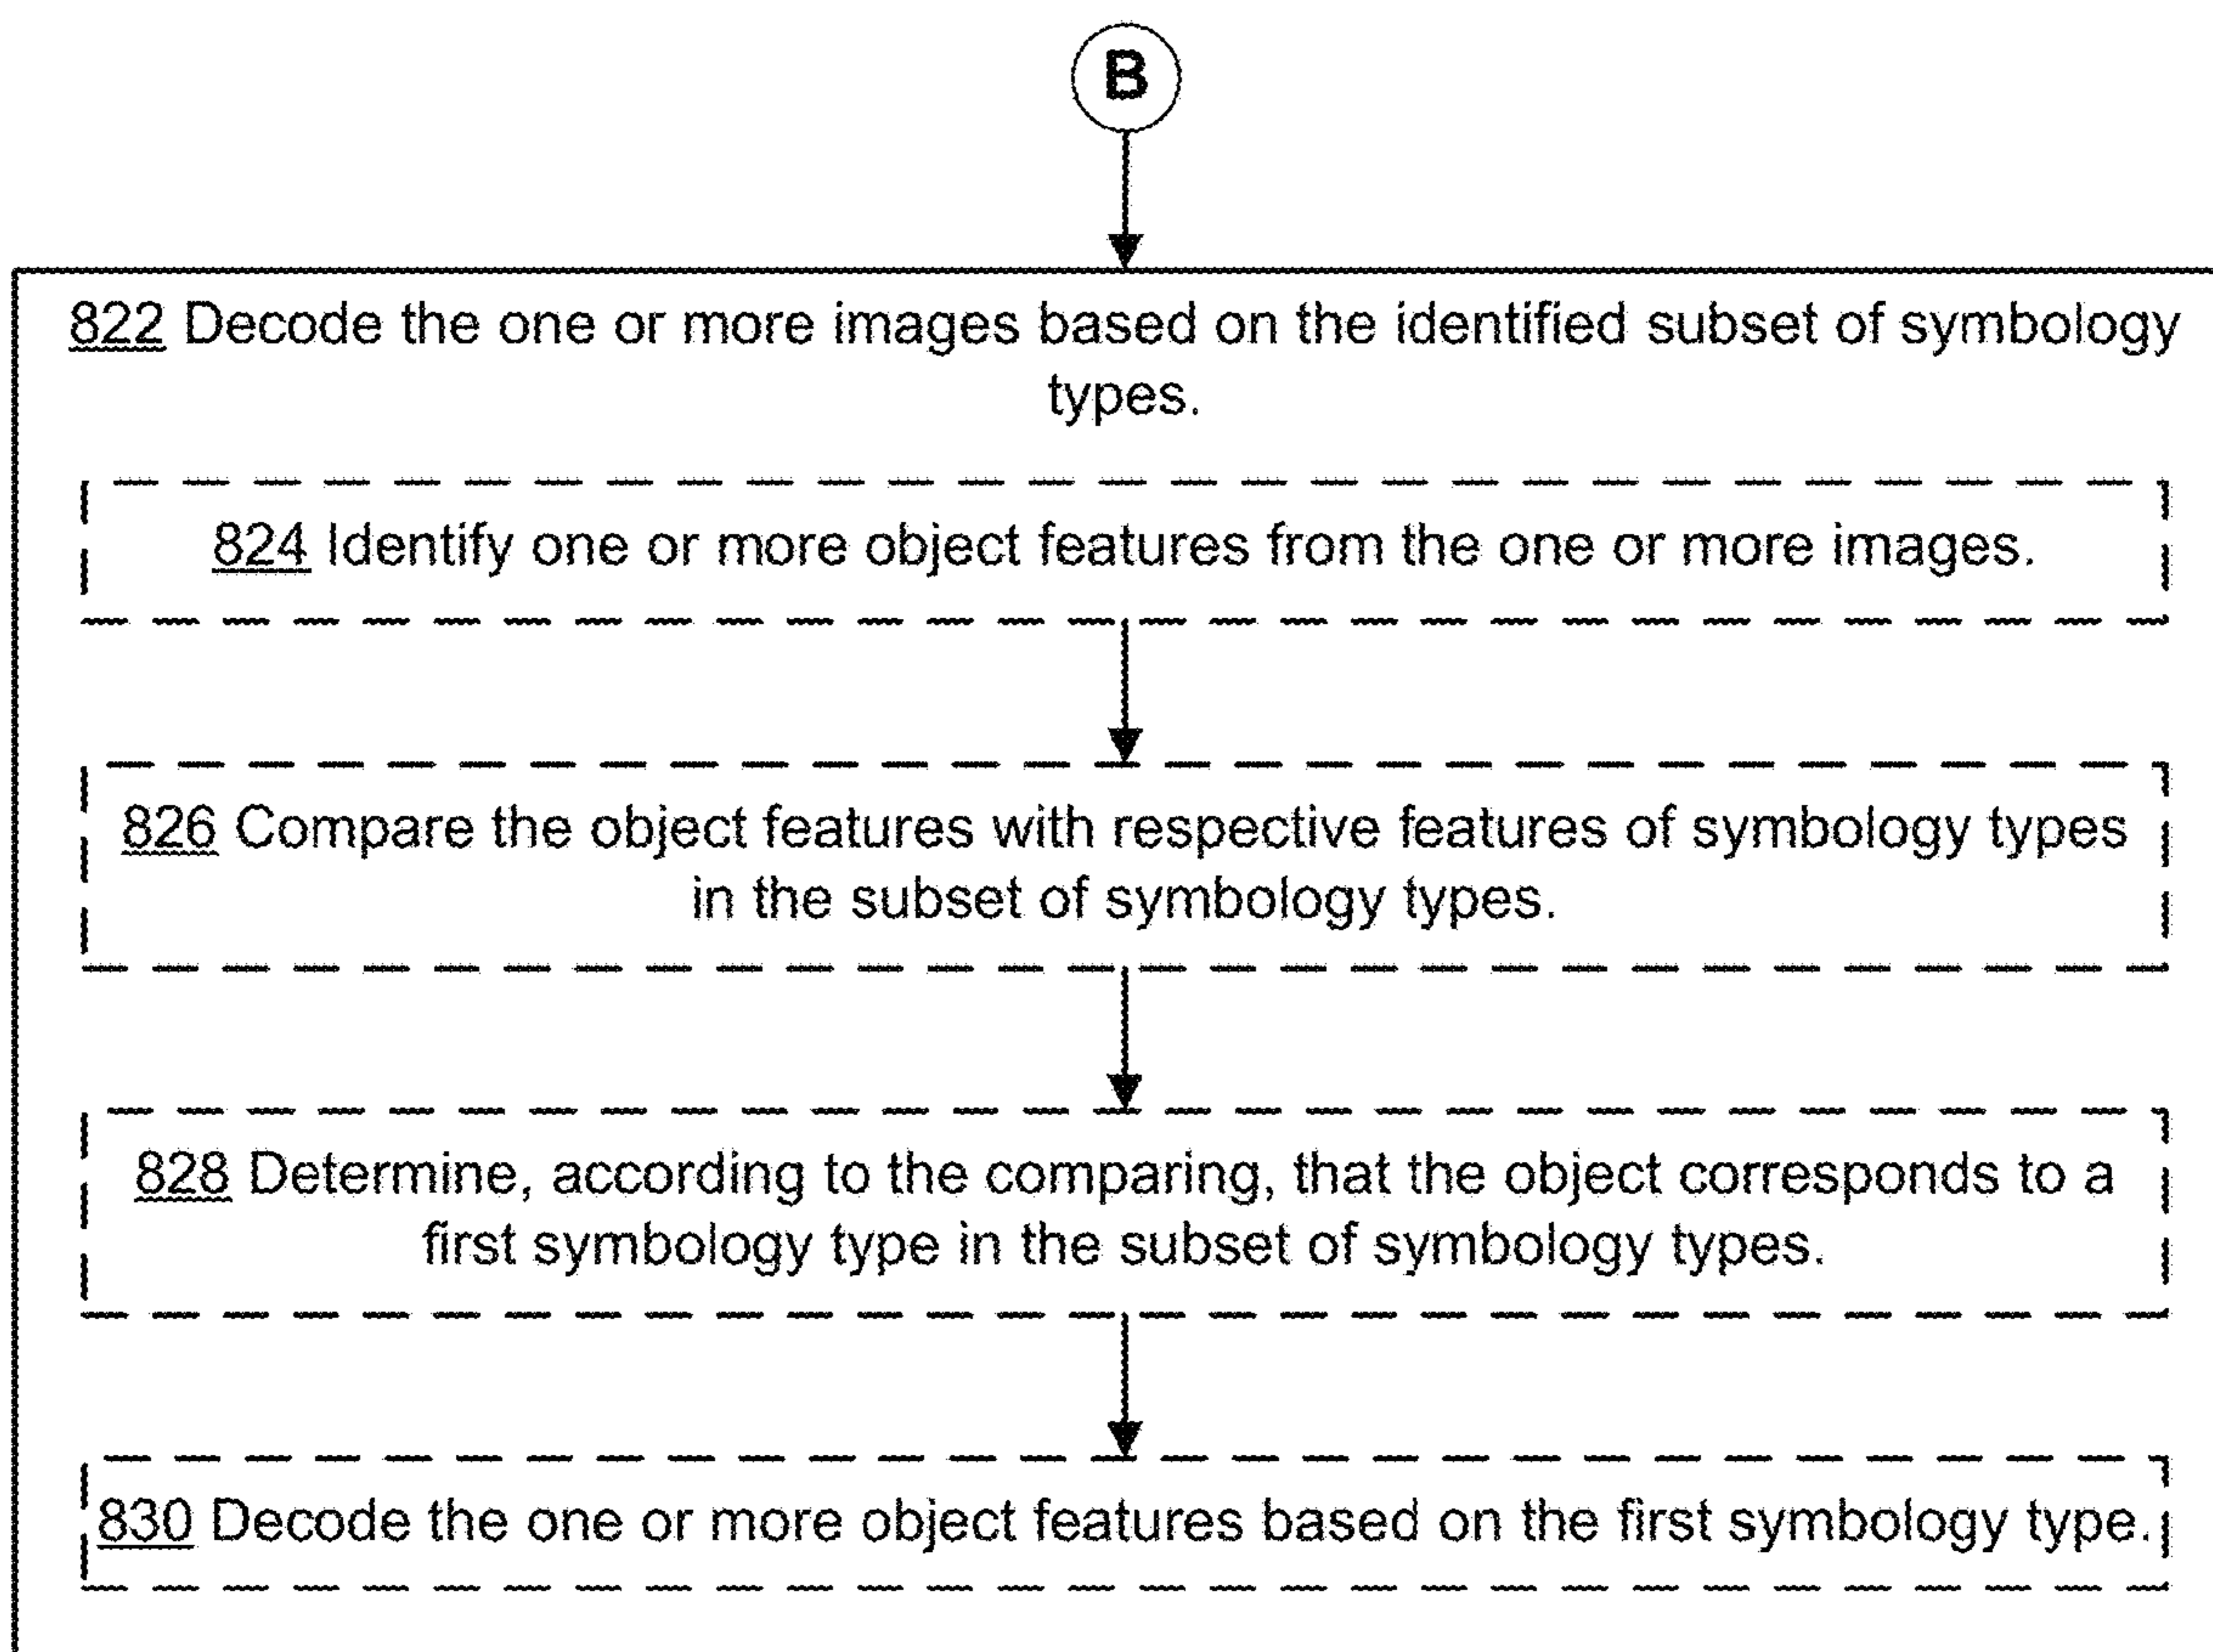 B
822 Decode the one or more images based on the identified subset of symbology
types.
824 Identify one or more object features from the one or more images.
826 Compare the object features with respective features of symbology types
in the subset of symbology types.
828 Determine, according to the comparing, that the object corresponds to a
first symbology type in the subset of symbology types.
830 Decode the one or more object features based on the first symbology type.